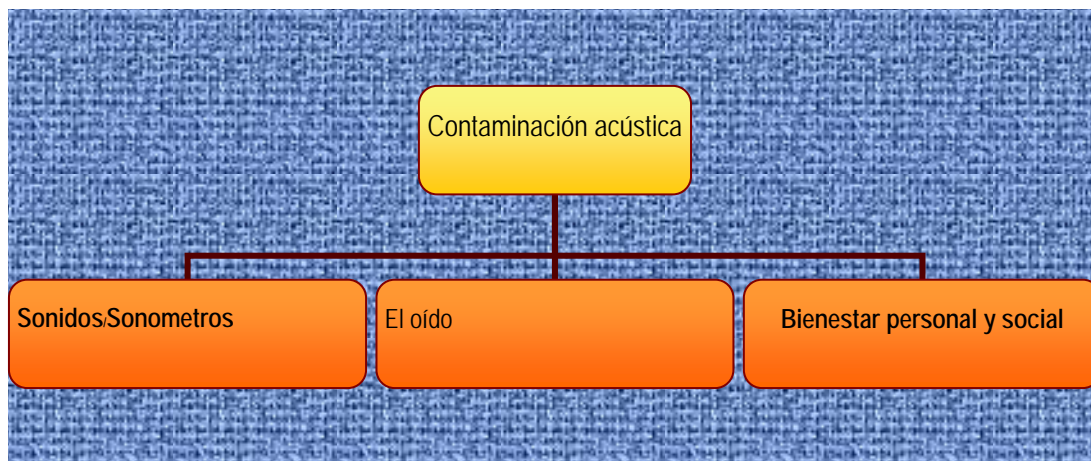 Contaminación acústica
Sonidos/Sonometros
El oído
Bienestar personal y social